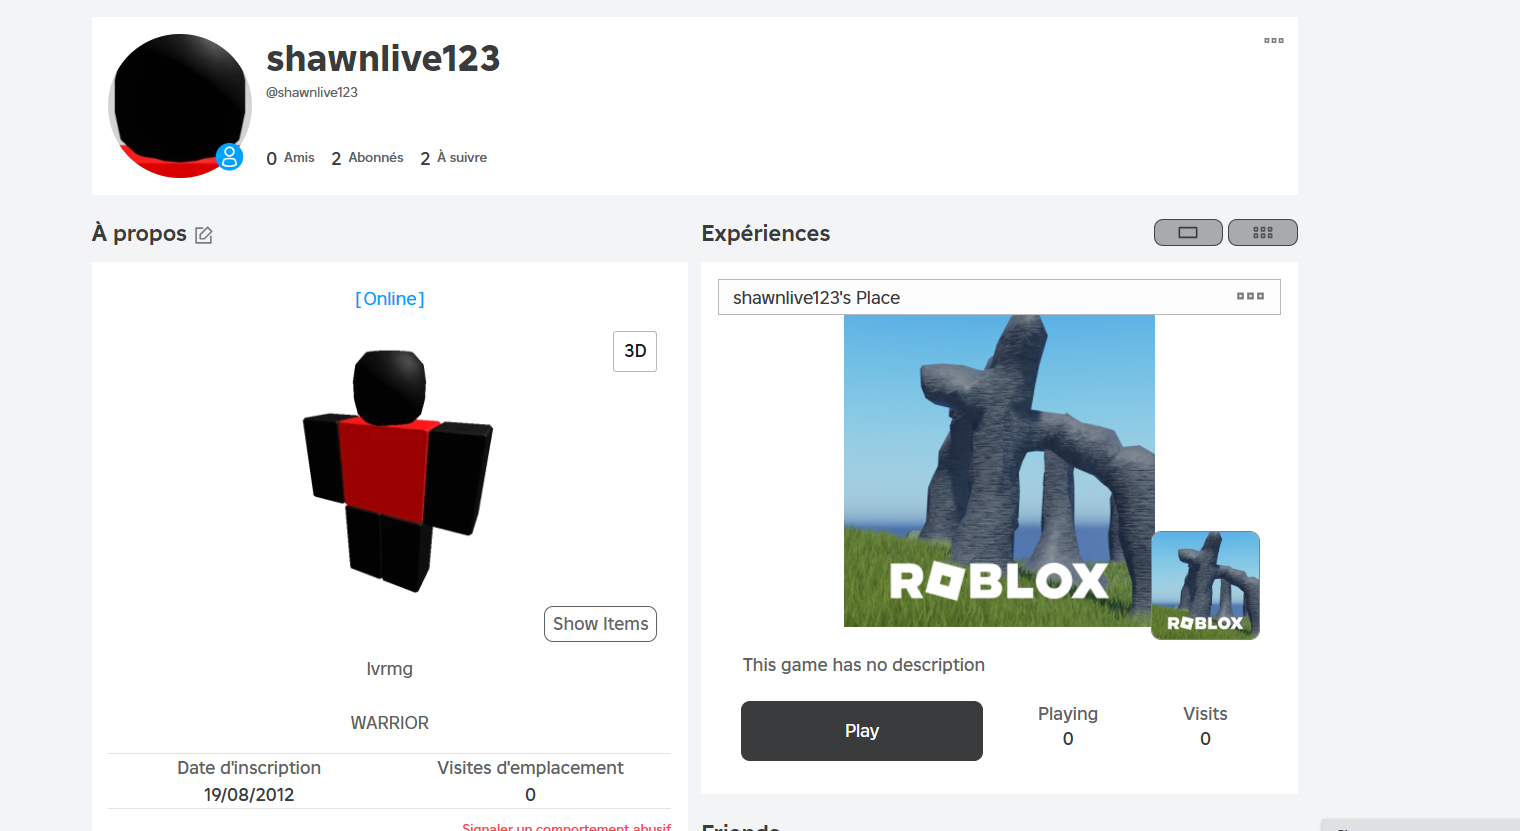 shawnlive123
@shawnlive123
0 Amis 2 Abonnés 2 À suivre
À propos
[Online]
3D
Show Items
lvrmg
WARRIOR
Date d'inscription Visites d'emplacement
19/08/2012 0
Signaler un comportement abusif
Expériences
shawnlive123's Place
ROBLOX
ROBLOX
This game has no description
Play
Playing Visits
0 0
Friends